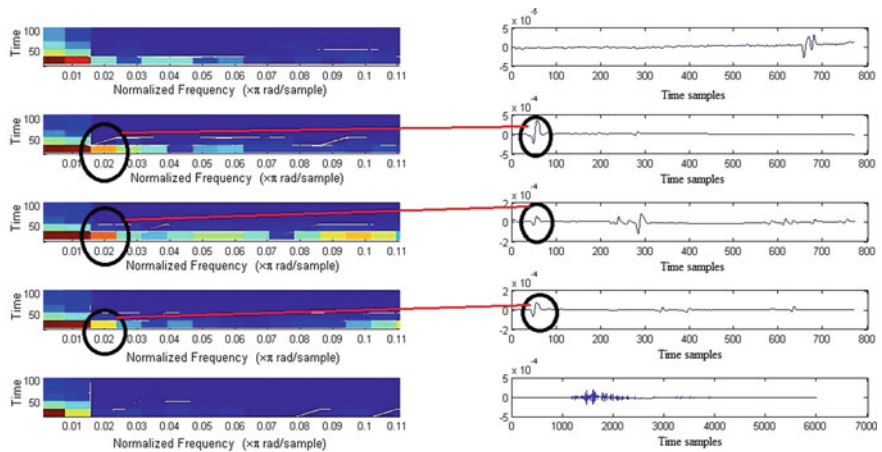 100
50
Time
0.01 0.02 0.03 0.04 0.05 0.06 0.07 0.08 0.09 0.1 0.11
Normalized Frequency (×π rad/sample)
x 10-5
5
0
-5
0 100 200 300 400 500 600 700 800
Time samples
100
50
Time
0.01 0.02 0.03 0.04 0.05 0.06 0.07 0.08 0.09 0.1 0.11
Normalized Frequency (×π rad/sample)
x 10-4
5
0
-5
0 100 200 300 400 500 600 700 800
Time samples
100
50
Time
0.01 0.02 0.03 0.04 0.05 0.06 0.07 0.08 0.09 0.1 0.11
Normalized Frequency (×π rad/sample)
x 10-4
2
0
-2
0 100 200 300 400 500 600 700 800
Time samples
100
50
Time
0.01 0.02 0.03 0.04 0.05 0.06 0.07 0.08 0.09 0.1 0.11
Normalized Frequency (×π rad/sample)
x 10-4
2
0
-2
0 100 200 300 400 500 600 700 800
Time samples
100
50
Time
0.01 0.02 0.03 0.04 0.05 0.06 0.07 0.08 0.09 0.1 0.11
Normalized Frequency (×π rad/sample)
x 10-4
5
0
-5
0 1000 2000 3000 4000 5000 6000 7000
Time samples